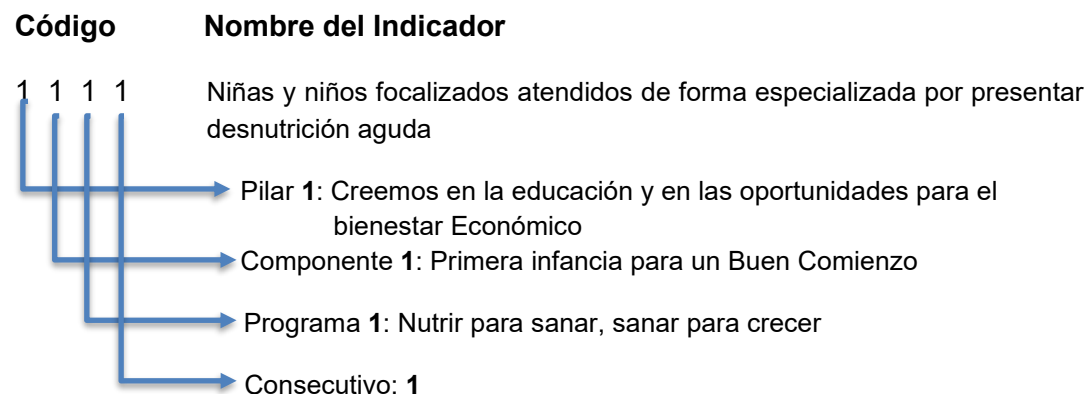 Código Nombre del Indicador
1 1 1 1 Niñas y niños focalizados atendidos de forma especializada por presentar
desnutrición aguda
Pilar 1: Creemos en la educación y en las oportunidades para el
bienestar Económico
Componente 1: Primera infancia para un Buen Comienzo
Programa 1: Nutrir para sanar, sanar para crecer
Consecutivo: 1